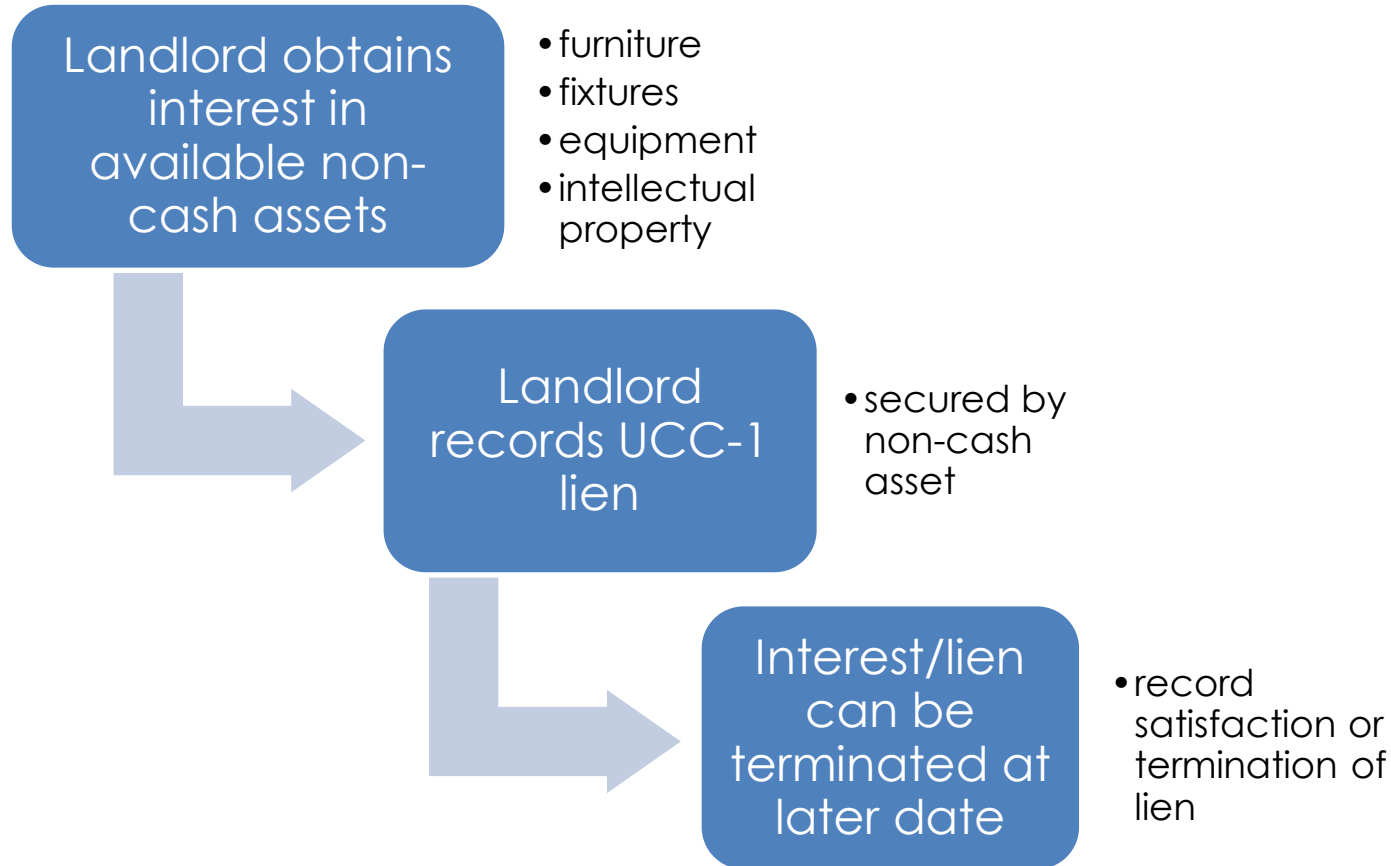 Landlord obtains
interest in
available non-
cash assets
•furniture
•fixtures
•equipment
•intellectual
property
Landlord
records UCC-1
lien
•secured by
non-cash
asset
Interest/lien
can be
terminated at
later date
•record
satisfaction or
termination of
lien